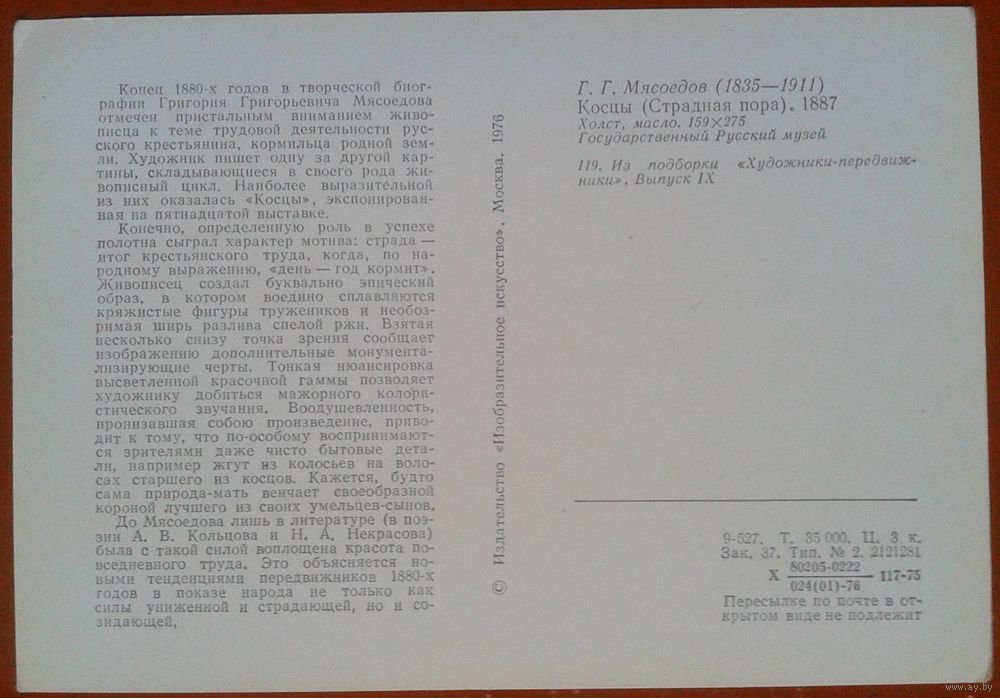 Конец 1880-х годов в творческой биог-
рафии Григория Григорьевича Мясоедова
отмечен пристальным вниманием живо-
писца к теме трудовой деятельности рус-
ского крестьянина, кормильца родной зем-
ли. Художник пишет одну за другой кар-
тины, складывающиеся в своего рода жи-
вописный цикл. Наиболее выразительной
из них оказалась «Косцы», экспонирован-
ная на пятнадцатой выставке.
Конечно, определенную роль в успехе
полотна сыграл характер мотива: страда —
итог крестьянского труда, когда, по на-
родному выражению, «день — год кормит».
Живописец создал буквально эпический
образ, в котором воедино сплавляются
кряжистые фигуры тружеников и необоз-
римая ширь разлива спелой ржи. Взятая
несколько снизу точка зрения сообщает
изображению дополнительные монумента-
лизирующие черты. Тонкая нюансировка
высветленной красочной гаммы позволяет
художнику добиться мажорного колори-
стического звучания. Воодушевленность,
пронизавшая собою произведение, приво-
дит к тому, что по-особому воспринимают-
ся зрителями даже чисто бытовые дета-
ли, например жгут из колосьев на воло-
сах старшего из косцов. Кажется, будто
сама природа-мать венчает своеобразной
короной лучшего из своих умельцев-сынов.
До Мясоедова лишь в литературе (в поэ-
зии А. В. Кольцова и Н. А. Некрасова)
была с такой силой воплощена красота по-
вседневного труда. Это объясняется но-
выми тенденциями передвижников 1880-х
годов в показе народа не только как
силы униженной и страдающей, но и со-
зидающей,
© Издательство «Изобразительное искусство», Москва. 1976
Г. Г. Мясоедов (1835—1911)
Косцы (Страдная пора). 1887
Холст, масло. 159×275
Государственный Русский музей
119. Из подборки «Художники-передвиж-
ники». Выпуск IX
9-527. Т. 35 000. Ц. 3 к.
Зак. 37. Тип. № 2. 2121281
Х 80205-0222
024(01)-76 117-75
Пересылке по почте в от-
крытом виде не подлежит
www.ay.by